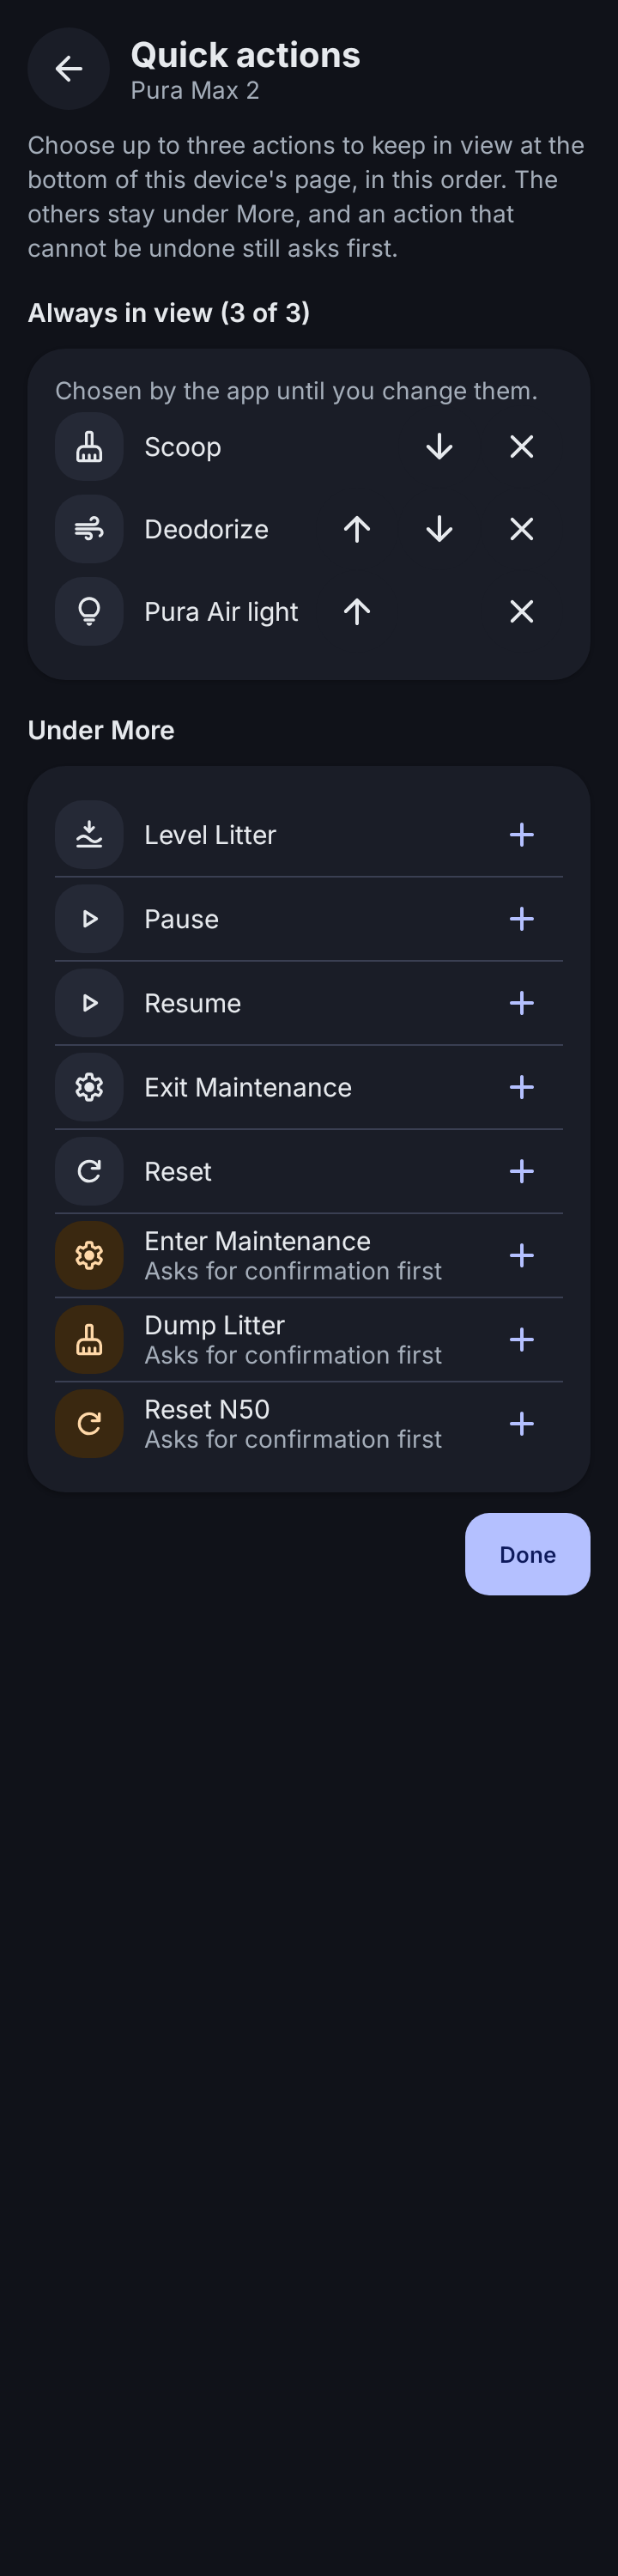 Quick actions
Pura Max 2
Choose up to three actions to keep in view at the
bottom of this device's page, in this order. The
others stay under More, and an action that
cannot be undone still asks first.
Always in view (3 of 3)
Chosen by the app until you change them.
Scoop
Deodorize
Pura Air light
Under More
Level Litter
Pause
Resume
Exit Maintenance
Reset
Enter Maintenance
Asks for confirmation first
Dump Litter
Asks for confirmation first
Reset N50
Asks for confirmation first
Done